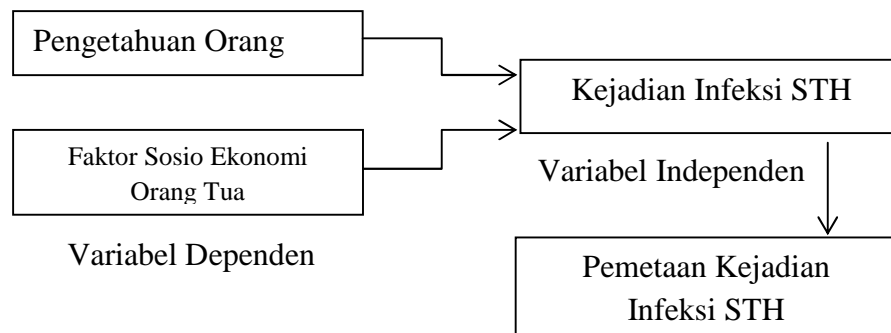 Pengetahuan Orang
Kejadian Infeksi STH
Faktor Sosio Ekonomi
Orang Tua
Variabel Independen
Variabel Dependen
Pemetaan Kejadian
Infeksi STH